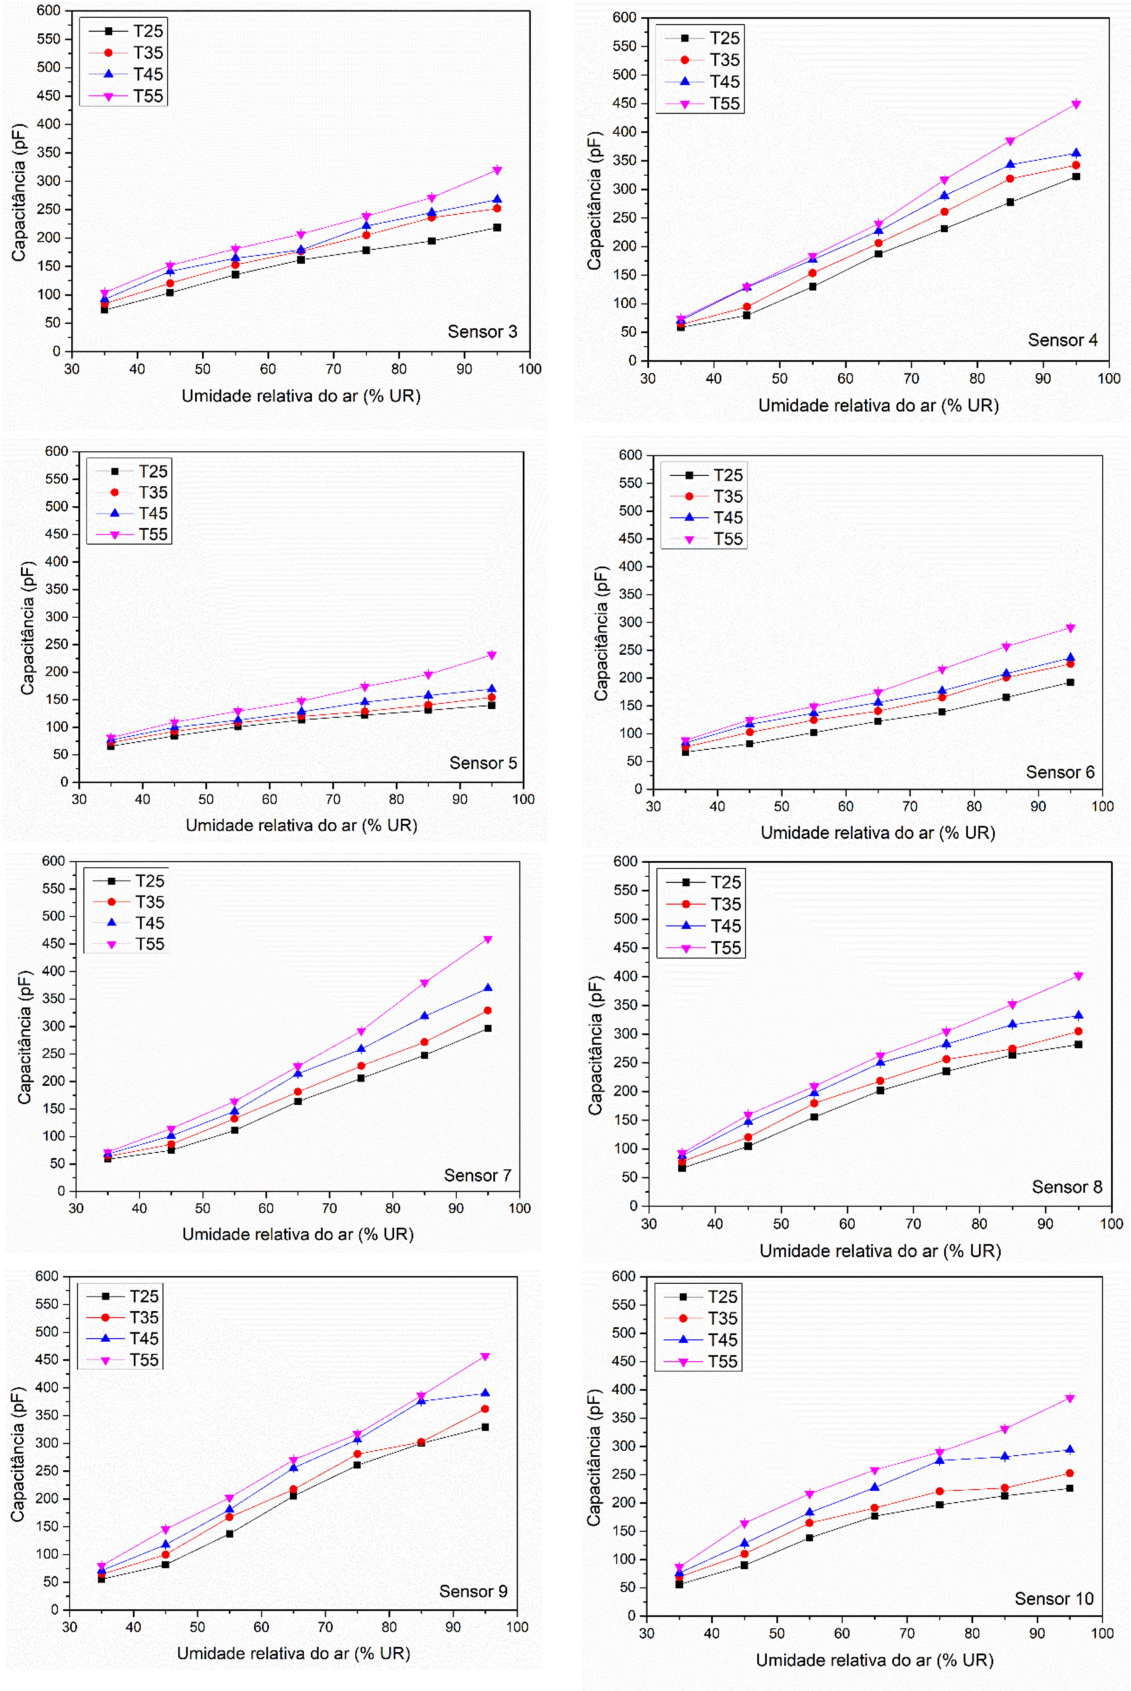 600
550
500
450
400
350
300
250
200
150
100
50
0
Capacitância (pF)
T25
T35
T45
T55
Sensor 3
30 40 50 60 70 80 90 100
Umidade relativa do ar (% UR)
600
550
500
450
400
350
300
250
200
150
100
50
0
Capacitância (pF)
T25
T35
T45
T55
Sensor 4
30 40 50 60 70 80 90 100
Umidade relativa do ar (% UR)
600
550
500
450
400
350
300
250
200
150
100
50
0
Capacitância (pF)
T25
T35
T45
T55
Sensor 5
30 40 50 60 70 80 90 100
Umidade relativa do ar (% UR)
600
550
500
450
400
350
300
250
200
150
100
50
0
Capacitância (pF)
T25
T35
T45
T55
Sensor 6
30 40 50 60 70 80 90 100
Umidade relativa do ar (% UR)
600
550
500
450
400
350
300
250
200
150
100
50
0
Capacitância (pF)
T25
T35
T45
T55
Sensor 7
30 40 50 60 70 80 90 100
Umidade relativa do ar (% UR)
600
550
500
450
400
350
300
250
200
150
100
50
0
Capacitância (pF)
T25
T35
T45
T55
Sensor 8
30 40 50 60 70 80 90 100
Umidade relativa do ar (% UR)
600
550
500
450
400
350
300
250
200
150
100
50
0
Capacitância (pF)
T25
T35
T45
T55
Sensor 9
30 40 50 60 70 80 90 100
Umidade relativa do ar (% UR)
600
550
500
450
400
350
300
250
200
150
100
50
0
Capacitância (pF)
T25
T35
T45
T55
Sensor 10
30 40 50 60 70 80 90 100
Umidade relativa do ar (% UR)